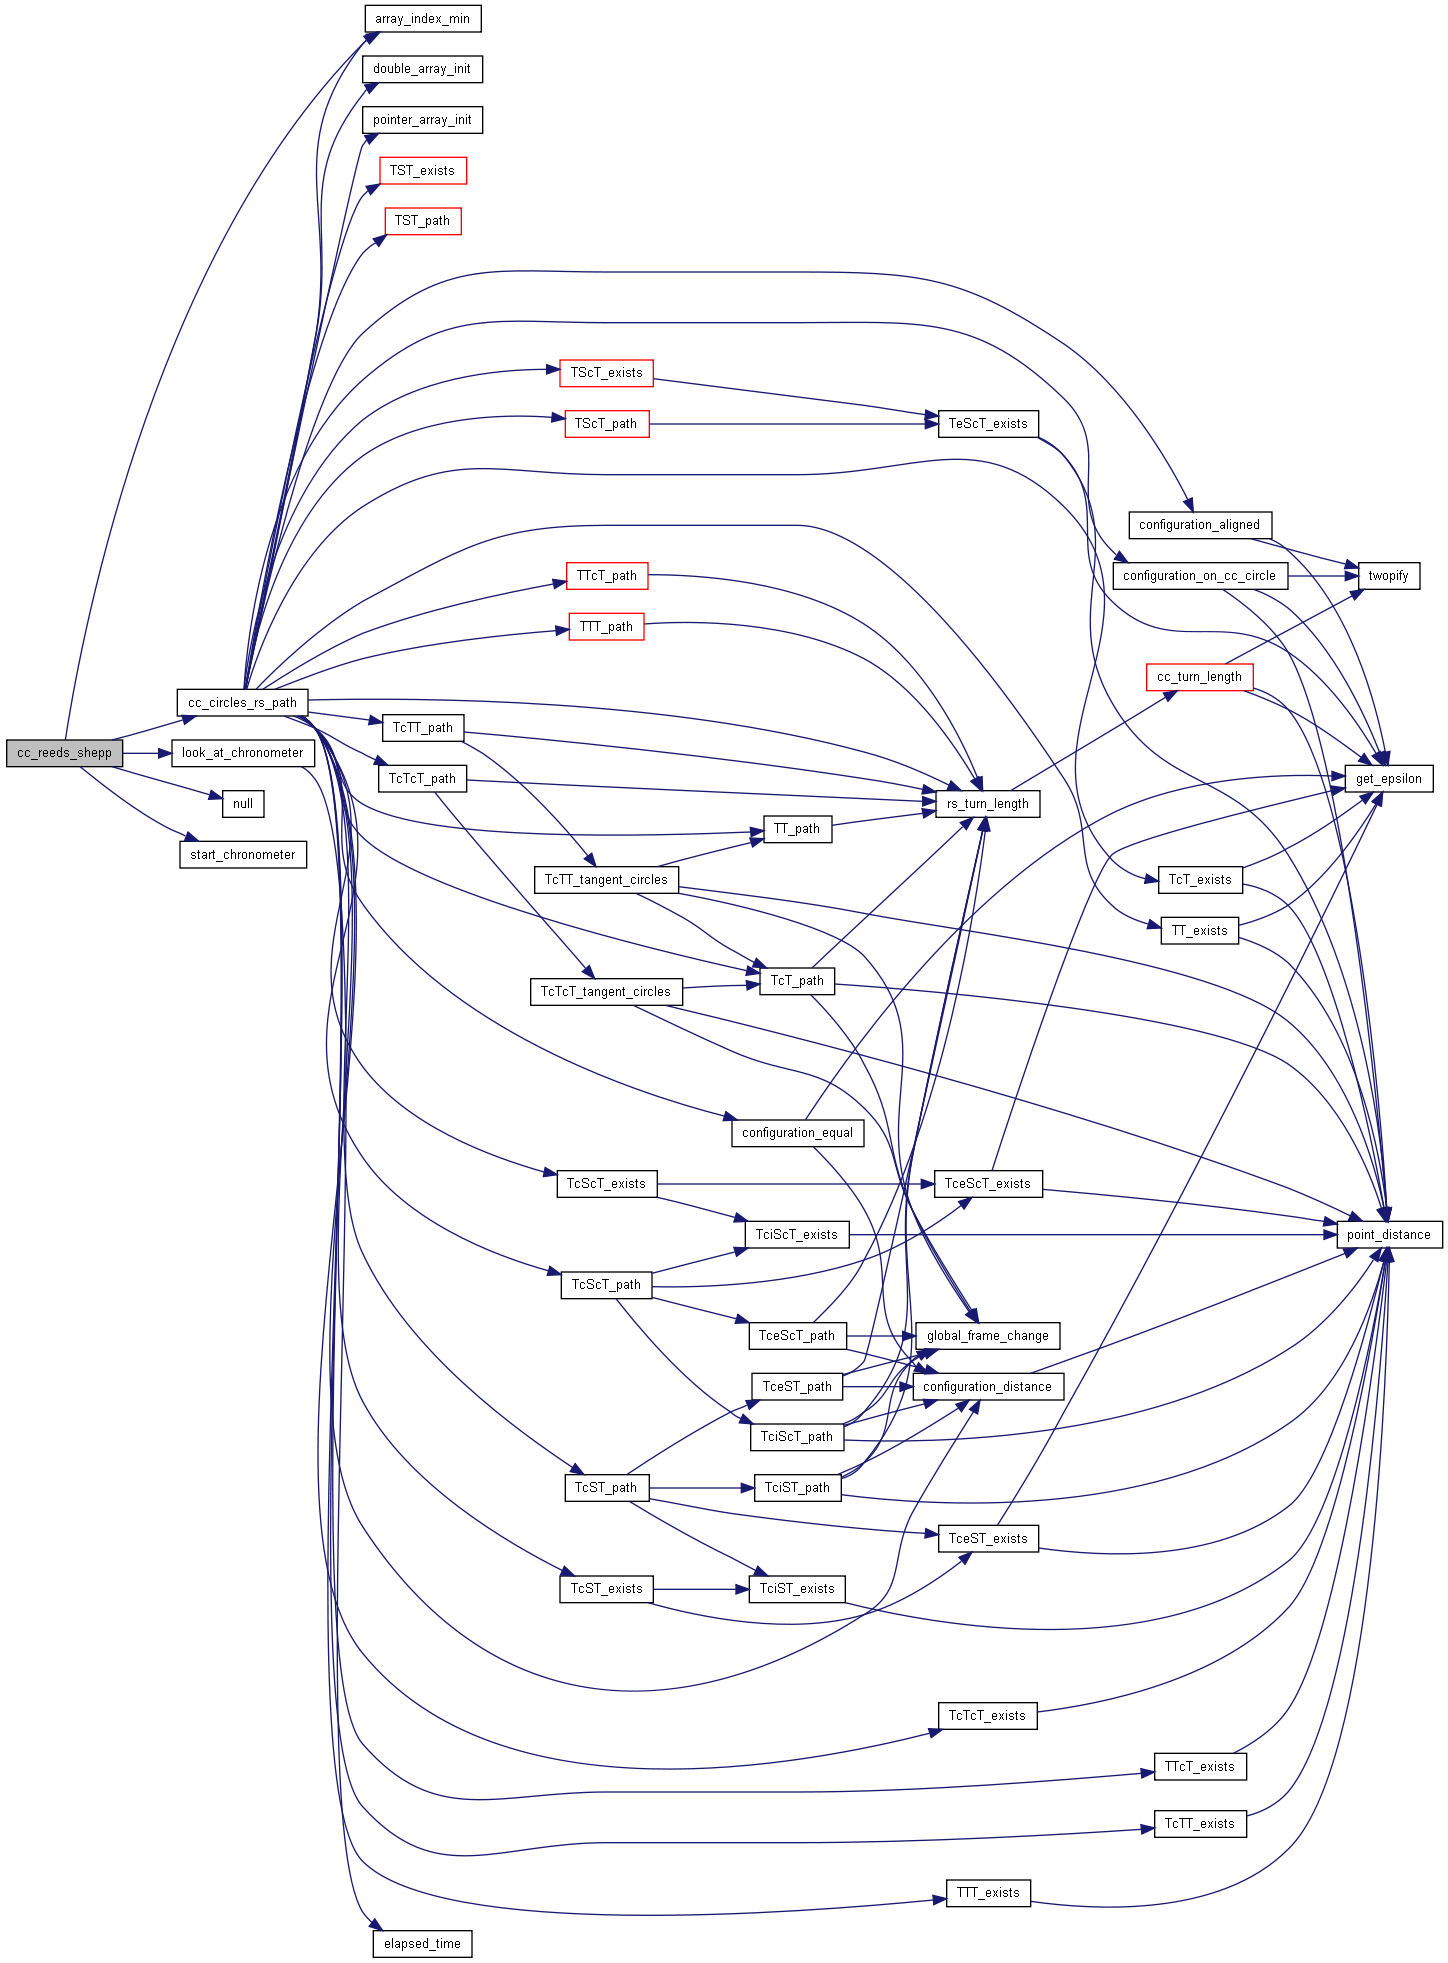 array_index_min
double_array_init
pointer_array_init
TST_exists
TST_path
TScT_exists
TScT_path
TeScT_exists
configuration_aligned
configuration_on_cc_circle
twopify
TTcT_path
TTT_path
cc_turn_length
cc_circles_rs_path
TcTT_path
cc_reeds_shepp
look_at_chronometer
TcTcT_path
get_epsilon
null
rs_turn_length
TT_path
start_chronometer
TcTT_tangent_circles
TcT_exists
TT_exists
TcT_path
TcTcT_tangent_circles
configuration_equal
TcScT_exists
TceScT_exists
TciScT_exists
point_distance
TcScT_path
TceScT_path
global_frame_change
TceST_path
configuration_distance
TciScT_path
TcST_path
TciST_path
TceST_exists
TcST_exists
TciST_exists
TcTcT_exists
TTcT_exists
TcTT_exists
TTT_exists
elapsed_time